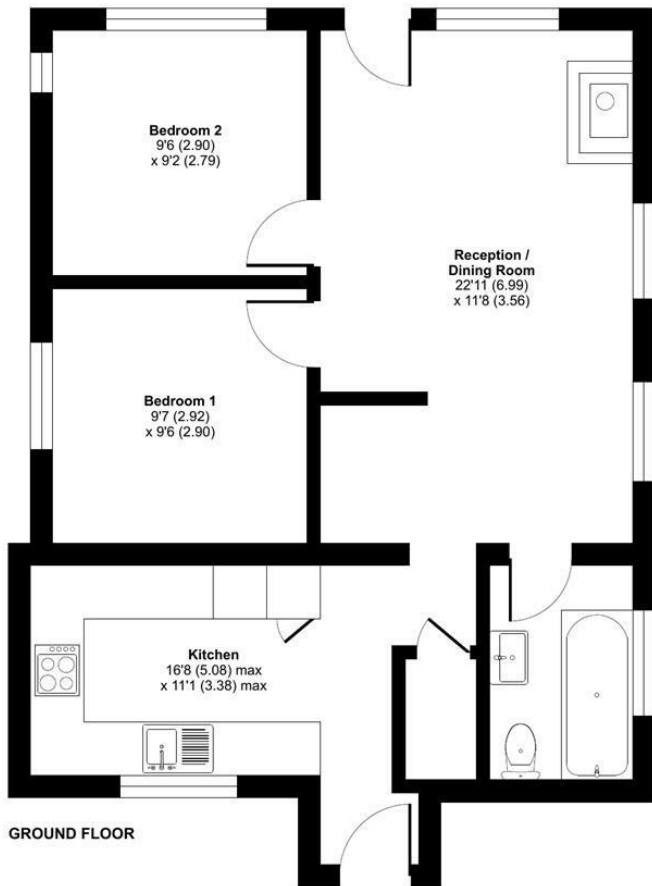 Bedroom 2
9'6 (2.90)
x 9'2 (2.79)
Reception /
Dining Room
22'11 (6.99)
x 11'8 (3.56)
Bedroom 1
9'7 (2.92)
x 9'6 (2.90)
Kitchen
16'8 (5.08) max
x 11'1 (3.38) max
GROUND FLOOR